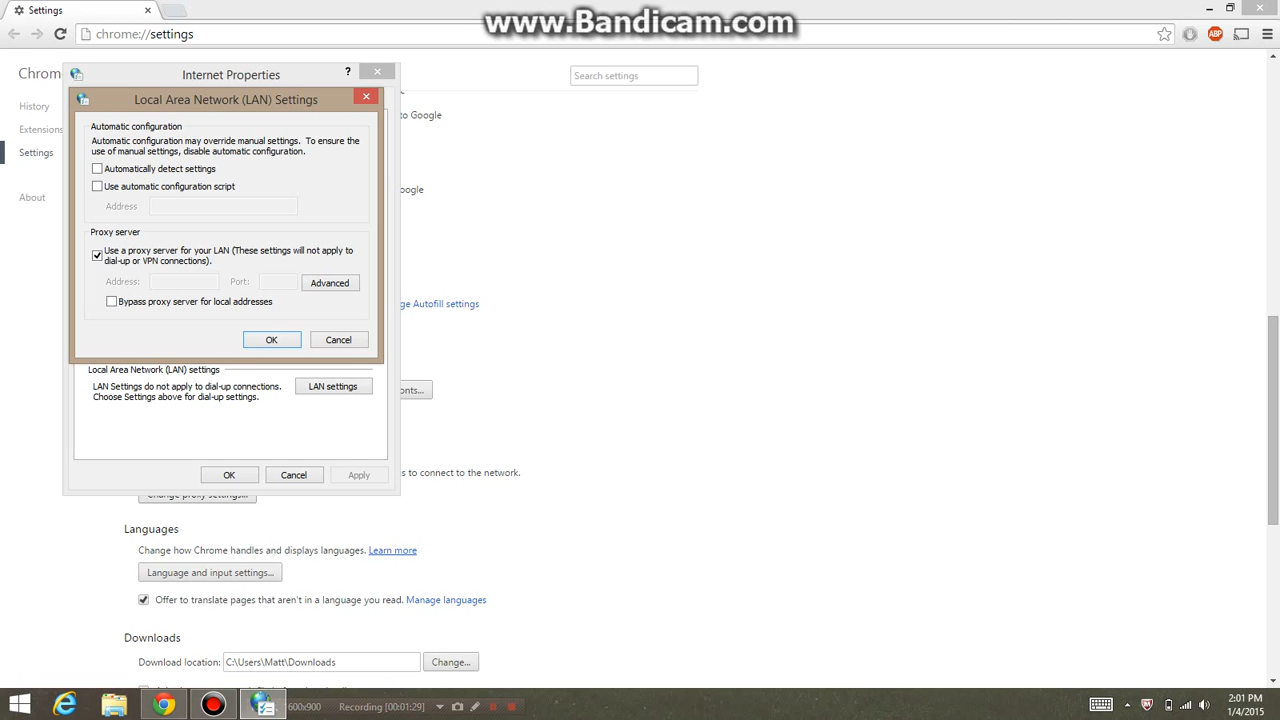 Settings
www.Bandicam.com
chrome://settings
ABP
Chrom
History
Extensions
Settings
About
Search settings
to Google
oogle
ge Autofill settings
onts...
s to connect to the network.
Internet Properties
?
Local Area Network (LAN) Settings
Automatic configuration
Automatic configuration may override manual settings. To ensure the
use of manual settings, disable automatic configuration.
Automatically detect settings
Use automatic configuration script
Address
Proxy server
Use a proxy server for your LAN (These settings will not apply to
dial-up or VPN connections).
Address:
Port:
Advanced
Bypass proxy server for local addresses
OK
Cancel
Local Area Network (LAN) settings
LAN Settings do not apply to dial-up connections.
Choose Settings above for dial-up settings.
LAN settings
OK
Cancel
Apply
Change proxy settings...
Languages
Change how Chrome handles and displays languages. Learn more
Language and input settings...
Offer to translate pages that aren't in a language you read. Manage languages
Downloads
Download location:
C:\Users\Matt\Downloads
Change...
600x900
Recording [00:01:29]
2:01 PM
1/4/2015